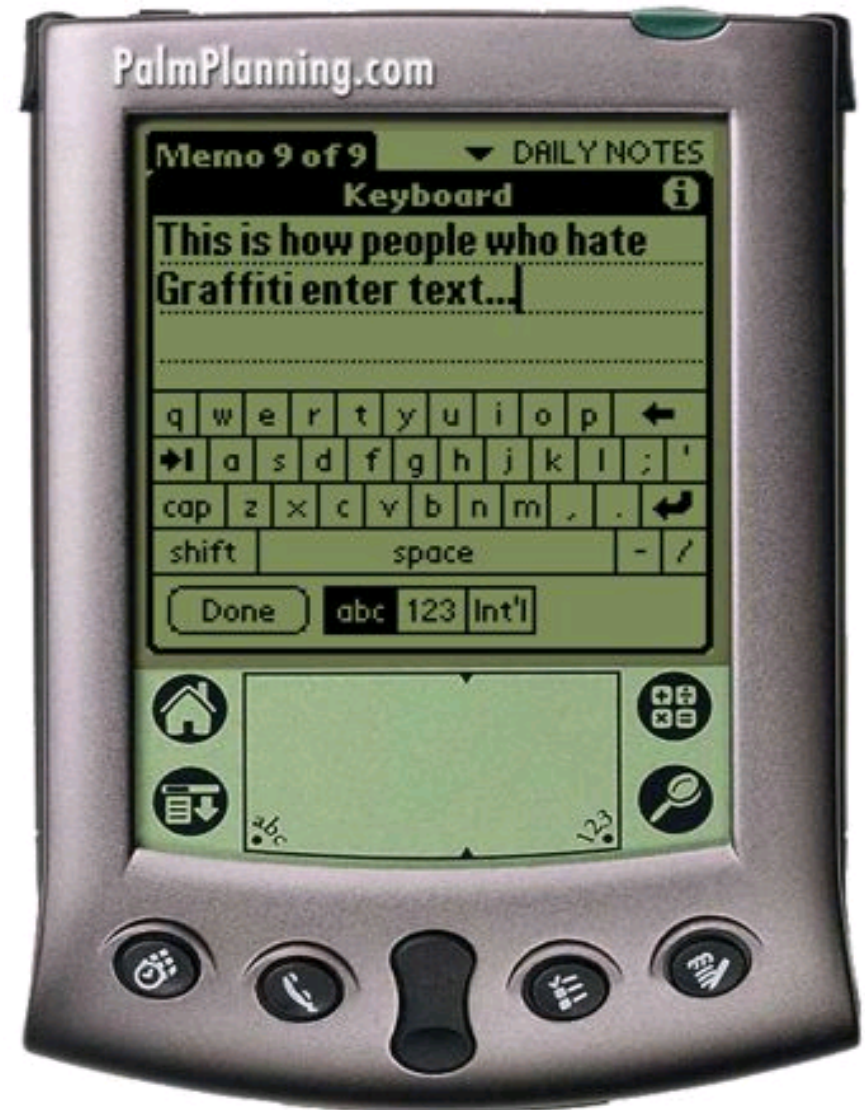 PalmPlanning.com
Memo 9 of 9 DAILY NOTES
Keyboard i
This is how people who hate
Graffiti enter text...
q w e r t y u i o p
a s d f g h j k l ; '
cap z x c v b n m , .
shift space - /
Done abc 123 Int'l
abc 123